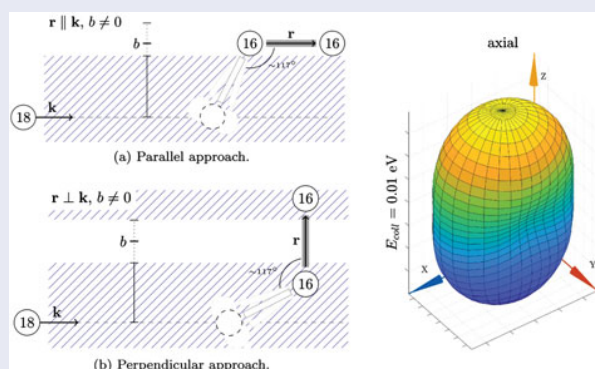 r ∥ k, b ≠ 0
b
16
r
16
~117°
18
k
(a) Parallel approach.
r ⊥ k, b ≠ 0
16
b
r
~117°
16
18
k
(b) Perpendicular approach.
axial
Z
E_coll = 0.01 eV
X
Y